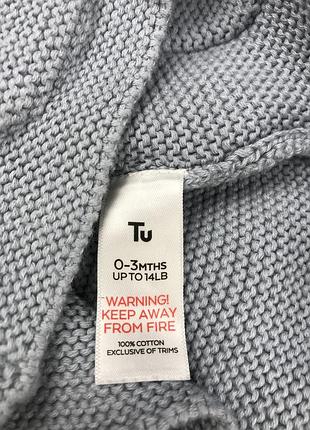 Tu
0-3MTHS
UP TO 14LB
WARNING!
KEEP AWAY
FROM FIRE
100% COTTON
EXCLUSIVE OF TRIMS